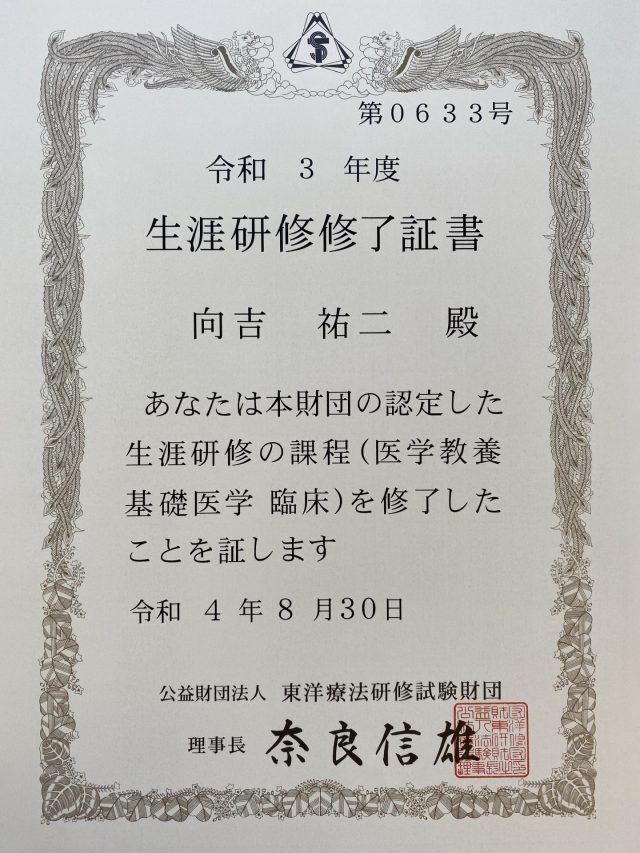 第0633号
令和 3 年度
生涯研修修了証書
向吉 祐二 殿
あなたは本財団の認定した
生涯研修の課程(医学教養
基礎医学 臨床)を修了した
ことを証します
令和 4 年 8 月30日
公益財団法人 東洋療法研修試験財団
理事長 奈良信雄